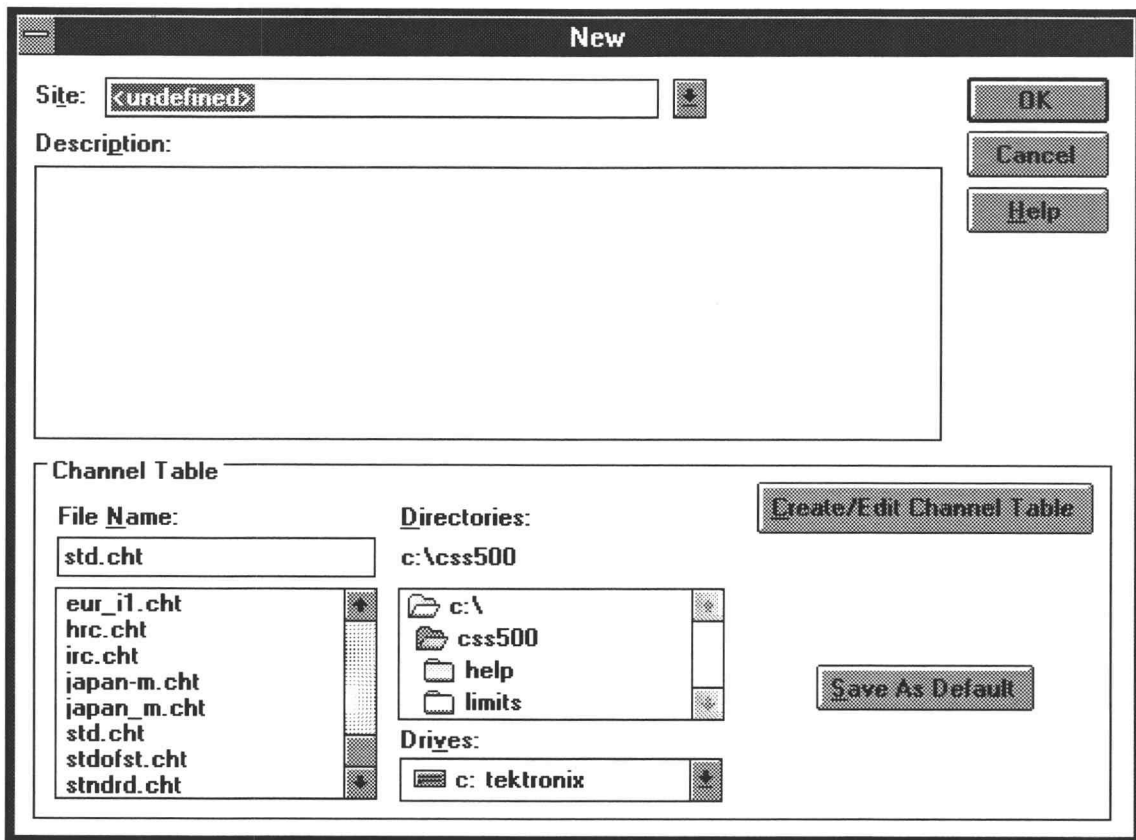 New
Site: <undefined>
OK
Description:
Cancel
Help
Channel Table
Create/Edit Channel Table
File Name:
Directories:
std.cht
c:\css500
eur_i1.cht
hrc.cht
irc.cht
japan-m.cht
japan_m.cht
std.cht
stdofst.cht
stndrd.cht
c:\
css500
help
limits
Save As Default
Drives:
c: tektronix